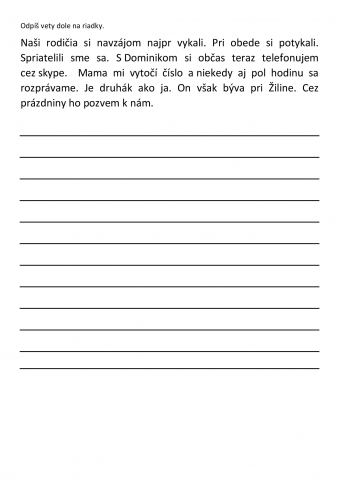 Odpíš vety dole na riadky.
Naši rodičia si navzájom najpr vykali. Pri obede si potykali.
Spriatelili sme sa. S Dominikom si občas teraz telefonujem
cez skype. Mama mi vytočí číslo a niekedy aj pol hodinu sa
rozprávame. Je druhák ako ja. On však býva pri Žiline. Cez
prázdniny ho pozvem k nám.